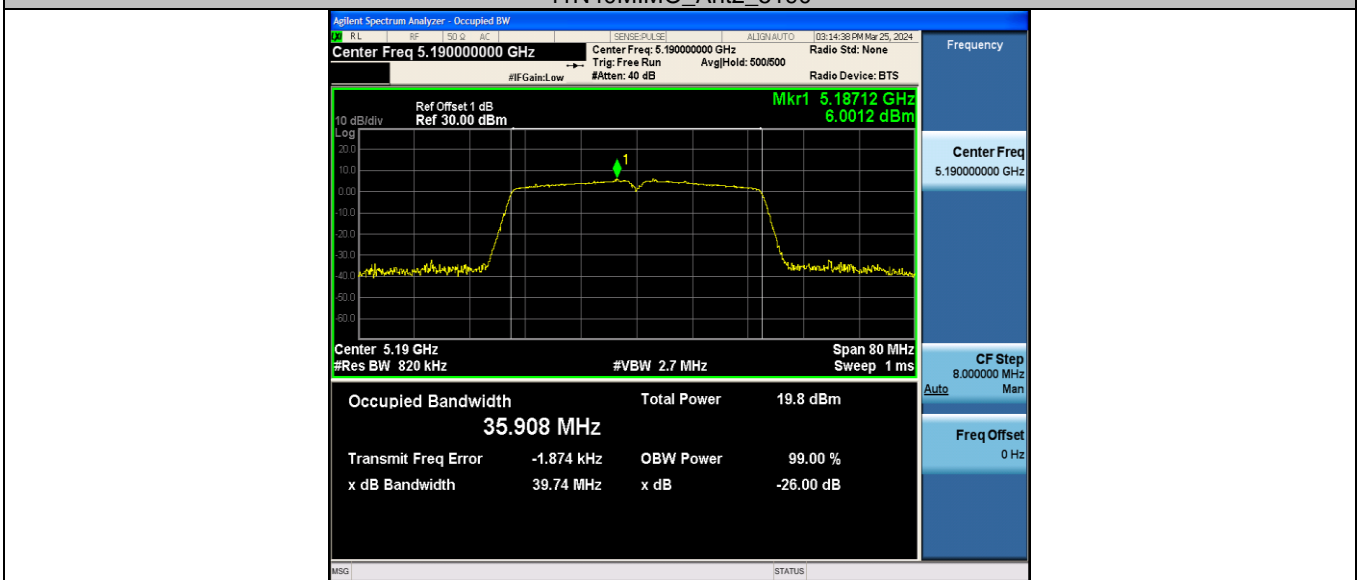 Agilent Spectrum Analyzer - Occupied BW
RL RF 50 Ω AC SENSE:PULSE ALIGN AUTO 03:14:38 PM Mar 25, 2024
Center Freq 5.190000000 GHz
Center Freq: 5.190000000 GHz
Radio Std: None
Trig: Free Run Avg|Hold: 500/500
#IFGain:Low #Atten: 40 dB Radio Device: BTS
Frequency
Ref Offset 1 dB
10 dB/div Ref 30.00 dBm
Mkr1 5.18712 GHz
6.0012 dBm
Log
20.0
10.0
0.00
-10.0
-20.0
-30.0
-40.0
-50.0
-60.0
1
Center 5.19 GHz Span 80 MHz
#Res BW 820 kHz #VBW 2.7 MHz Sweep 1 ms
Occupied Bandwidth Total Power 19.8 dBm
35.908 MHz
Transmit Freq Error -1.874 kHz OBW Power 99.00 %
x dB Bandwidth 39.74 MHz x dB -26.00 dB
Center Freq
5.190000000 GHz
CF Step
8.000000 MHz
Auto Man
Freq Offset
0 Hz
MSG STATUS